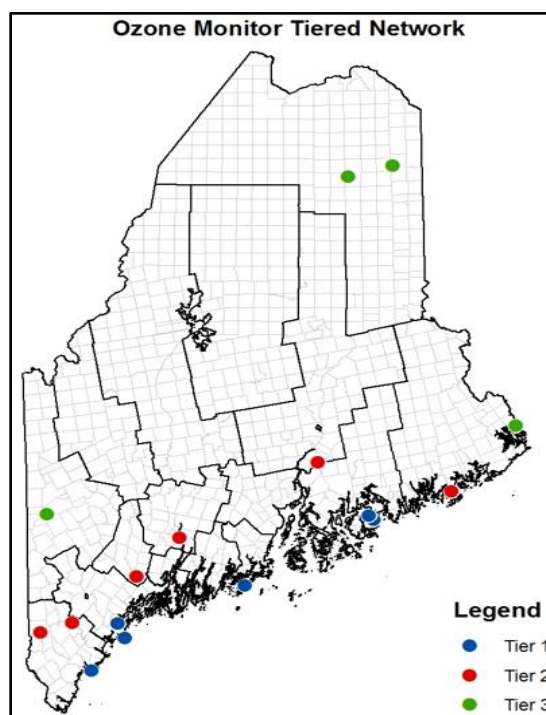 Ozone Monitor Tiered Network
Legend
Tier 1
Tier 2
Tier 3